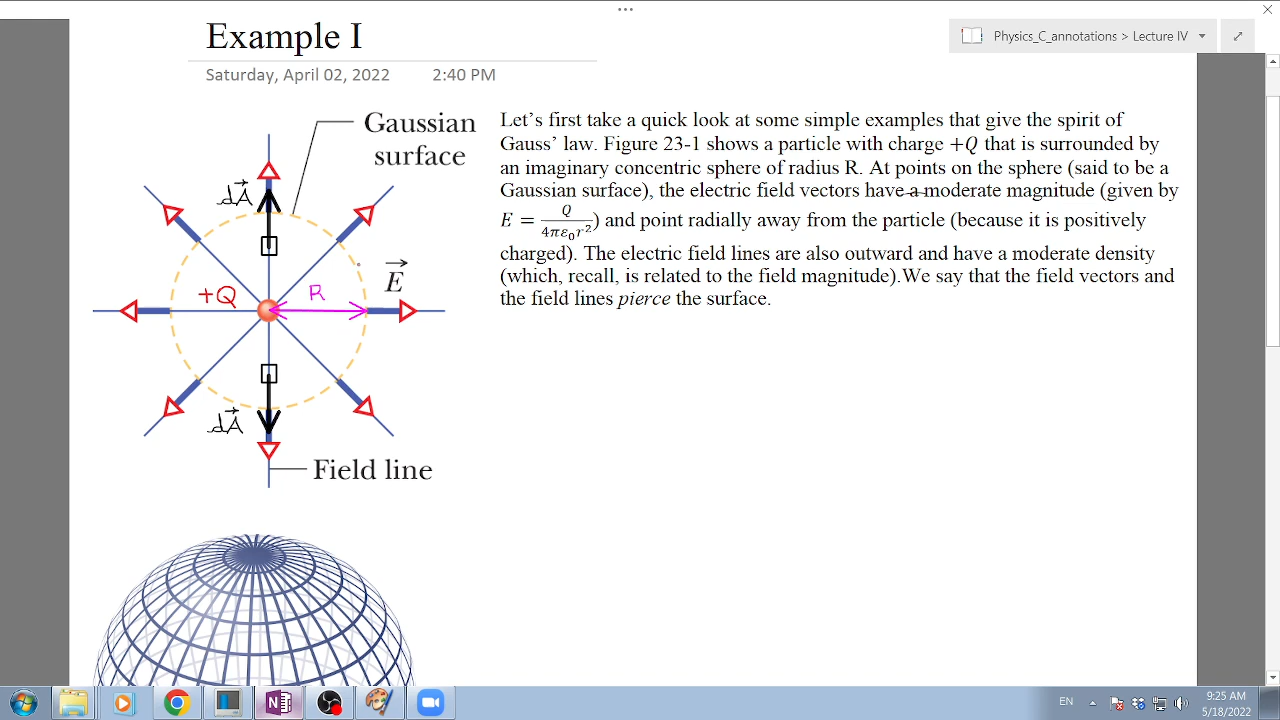 Example I
Physics_C_annotations > Lecture IV
Saturday, April 02, 2022 2:40 PM
Gaussian
surface
dA⃗
E⃗
+Q
R
dA⃗
Field line
Let's first take a quick look at some simple examples that give the spirit of
Gauss' law. Figure 23-1 shows a particle with charge +Q that is surrounded by
an imaginary concentric sphere of radius R. At points on the sphere (said to be a
Gaussian surface), the electric field vectors have a moderate magnitude (given by
E = Q/4πε₀r²) and point radially away from the particle (because it is positively
charged). The electric field lines are also outward and have a moderate density
(which, recall, is related to the field magnitude).We say that the field vectors and
the field lines pierce the surface.
EN
9:25 AM
5/18/2022